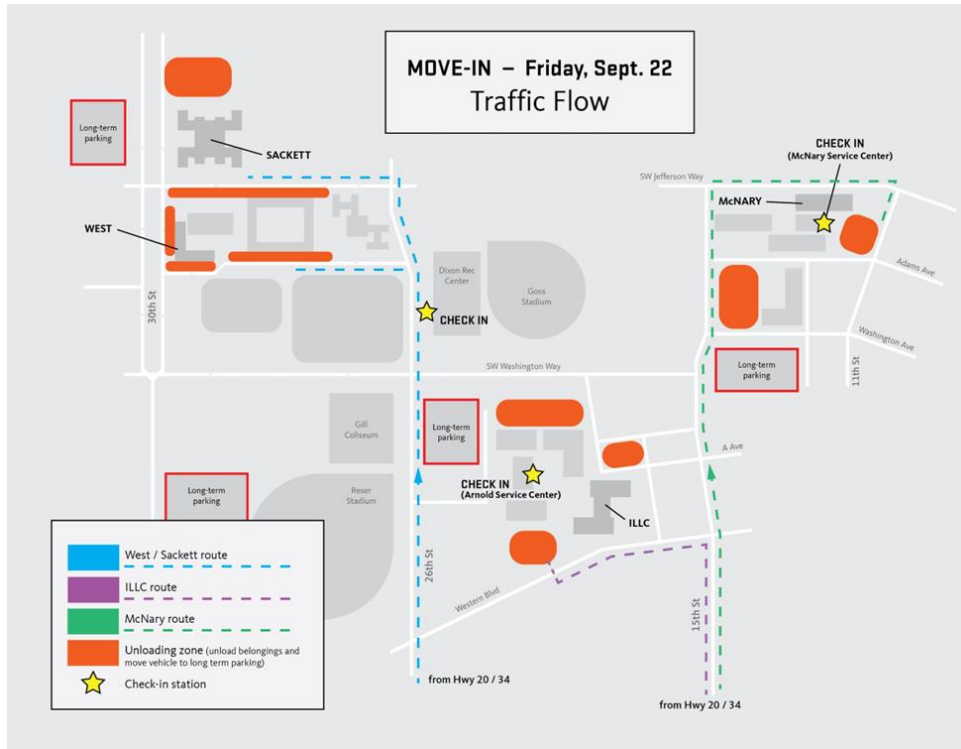 MOVE-IN – Friday, Sept. 22
Traffic Flow
Long-term
parking
SACKETT
CHECK IN
(McNary Service Center)
SW Jefferson Way
McNARY
WEST
Adams Ave
30th St
Dixon Rec
Center
Goss
Stadium
CHECK IN
Washington Ave
11th St
SW Washington Way
Long-term
parking
Gill
Coliseum
Long-term
parking
A Ave
CHECK IN
(Arnold Service Center)
Long-term
parking
Reser
Stadium
ILLC
26th St
Western Blvd
15th St
West / Sackett route
ILLC route
McNary route
Unloading zone (unload belongings and
move vehicle to long term parking)
Check-in station
from Hwy 20 / 34
from Hwy 20 / 34